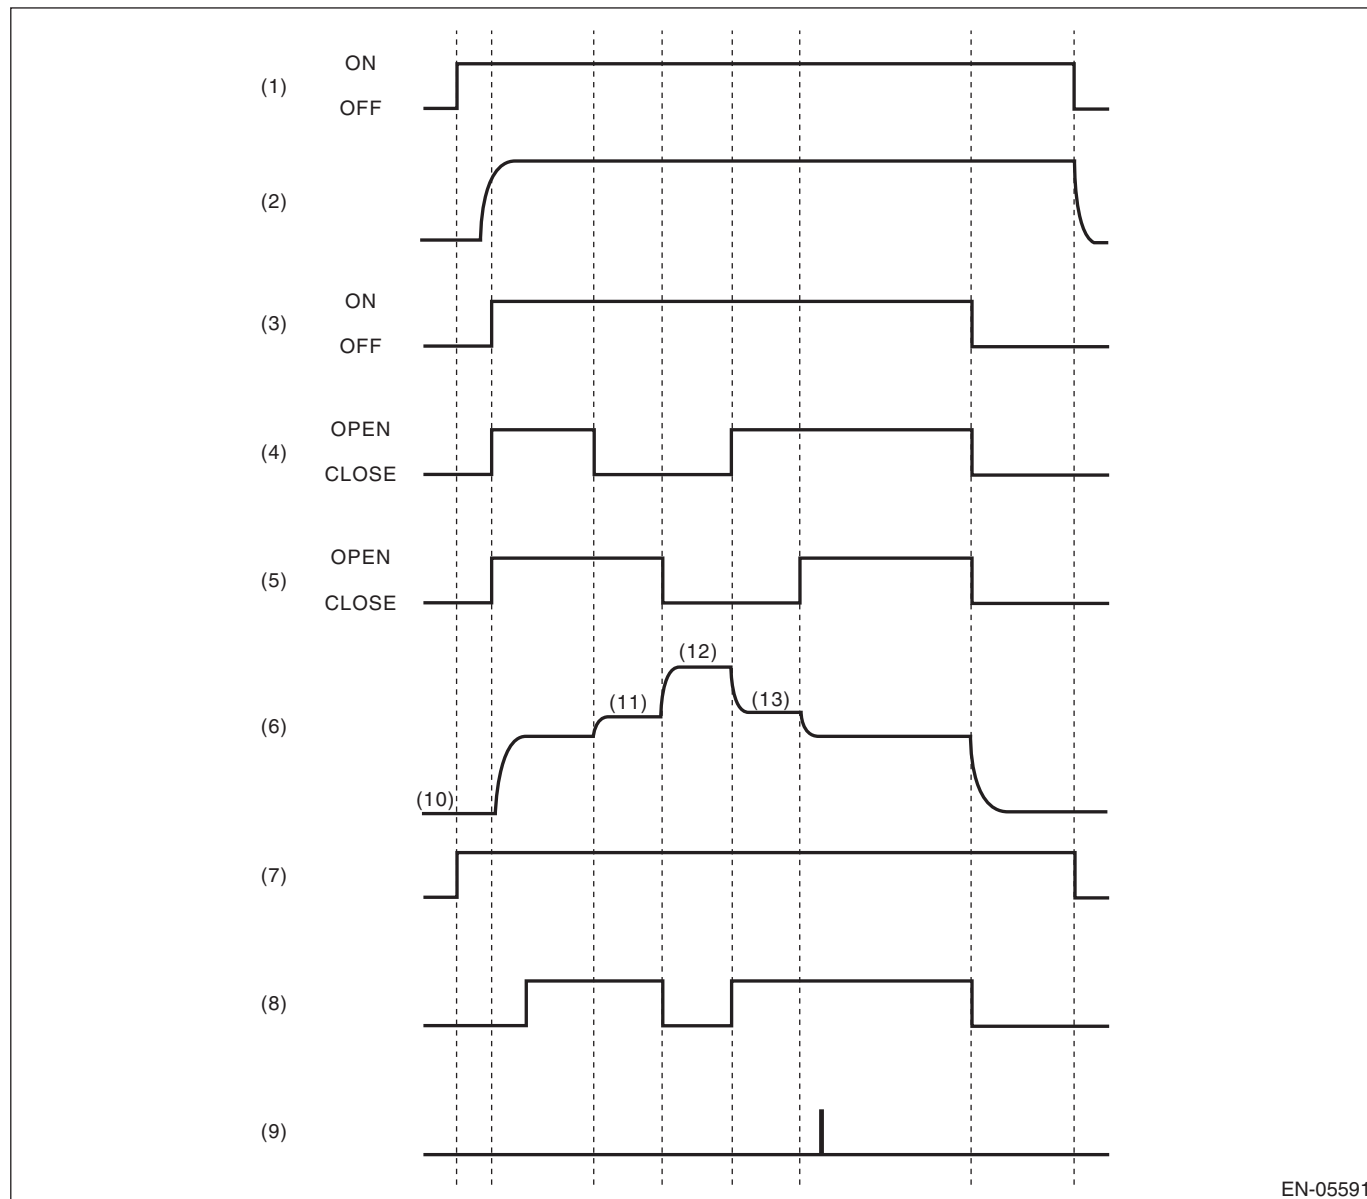 ON
(1)
OFF
(2)
ON
(3)
OFF
OPEN
(4)
CLOSE
OPEN
(5)
CLOSE
(12)
(11)
(13)
(6)
(10)
(7)
(8)
(9)
EN-05591